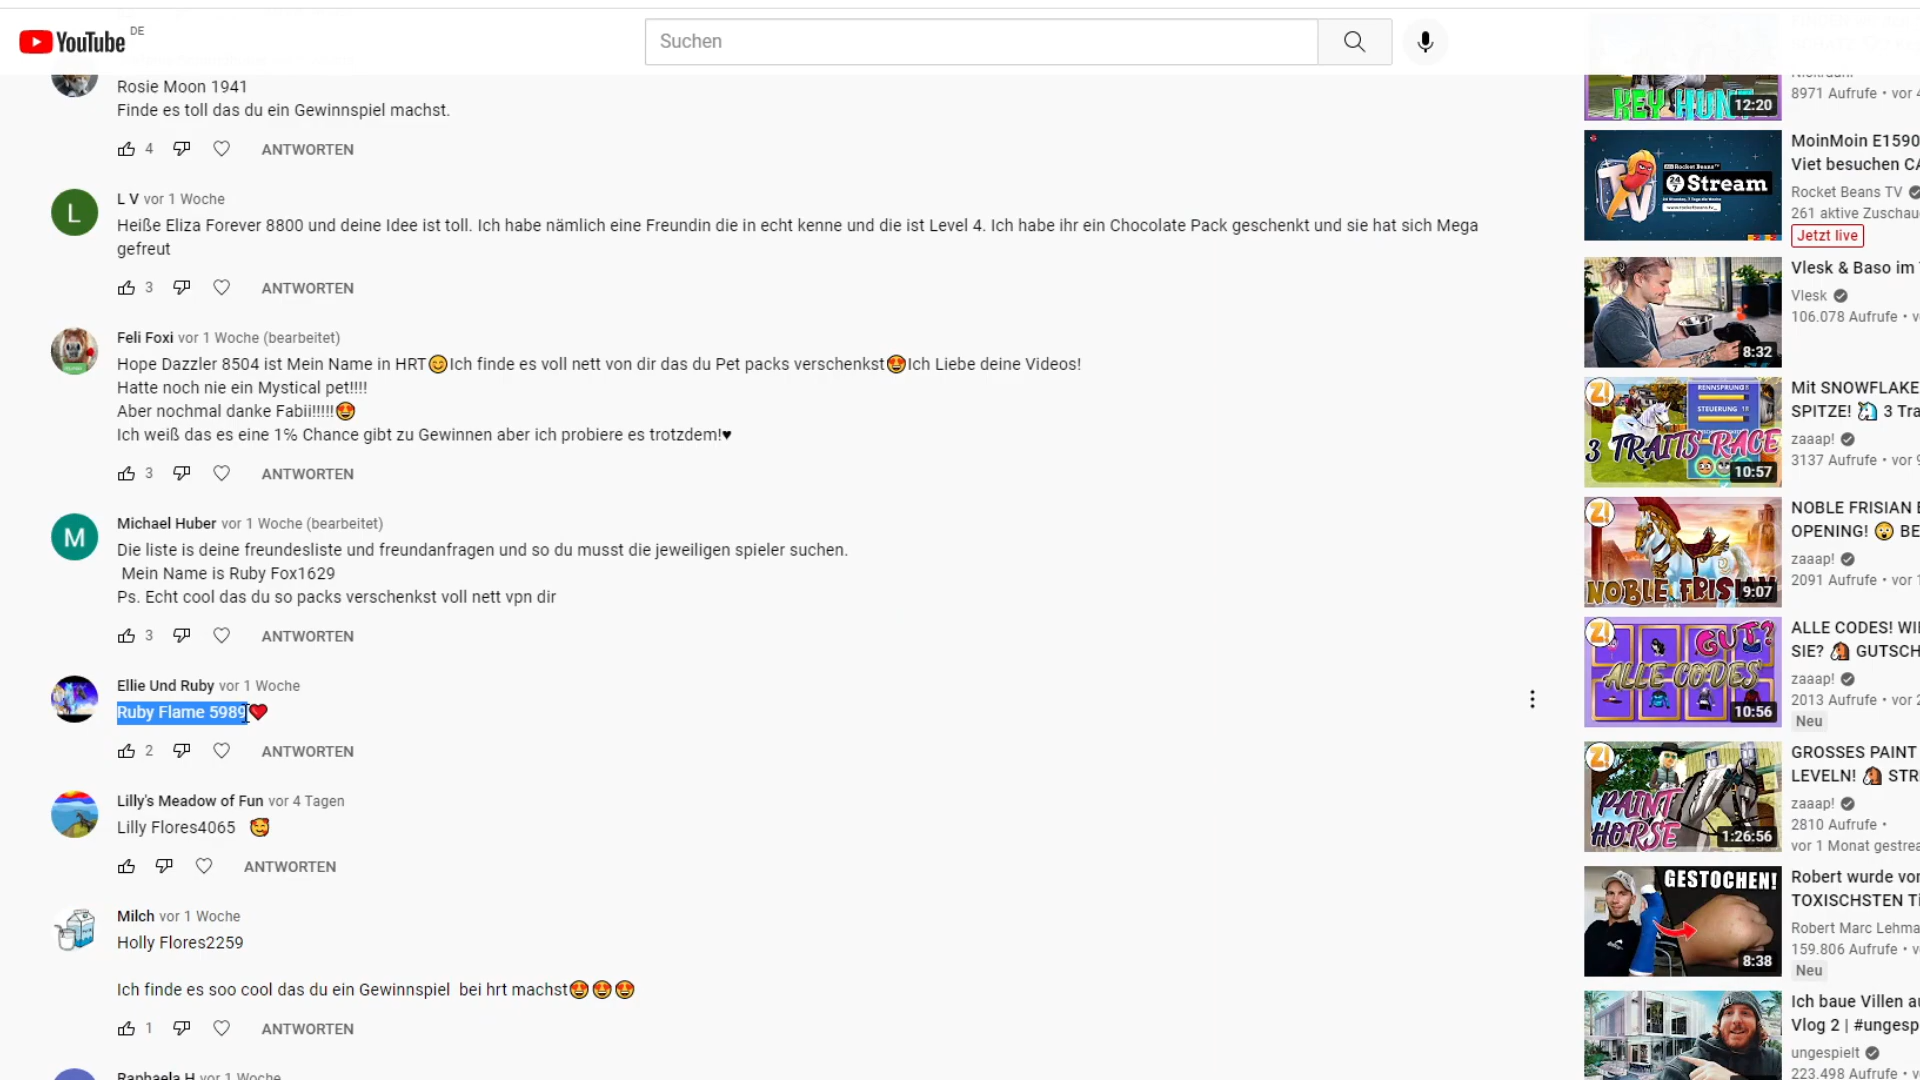 YouTube DE
Suchen
Rosie Moon 1941
Finde es toll das du ein Gewinnspiel machst.
4 ANTWORTEN
L
L V vor 1 Woche
Heiße Eliza Forever 8800 und deine Idee ist toll. Ich habe nämlich eine Freundin die in echt kenne und die ist Level 4. Ich habe ihr ein Chocolate Pack geschenkt und sie hat sich Mega
gefreut
3 ANTWORTEN
Feli Foxi vor 1 Woche (bearbeitet)
Hope Dazzler 8504 ist Mein Name in HRT😊Ich finde es voll nett von dir das du Pet packs verschenkst🤩Ich Liebe deine Videos!
Hatte noch nie ein Mystical pet!!!!
Aber nochmal danke Fabii!!!!!🤩
Ich weiß das es eine 1% Chance gibt zu Gewinnen aber ich probiere es trotzdem!♥
3 ANTWORTEN
M
Michael Huber vor 1 Woche (bearbeitet)
Die liste is deine freundesliste und freundanfragen und so du musst die jeweiligen spieler suchen.
Mein Name is Ruby Fox1629
Ps. Echt cool das du so packs verschenkst voll nett vpn dir
3 ANTWORTEN
Ellie Und Ruby vor 1 Woche
Ruby Flame 5989❤
2 ANTWORTEN
Lilly's Meadow of Fun vor 4 Tagen
Lilly Flores4065 🥰
ANTWORTEN
Milch vor 1 Woche
Holly Flores2259
Ich finde es soo cool das du ein Gewinnspiel bei hrt machst🤩🤩🤩
1 ANTWORTEN
Raphaela H vor 1 Woche
KEY HUNT
12:20
8971 Aufrufe • vor
Rocket Beans TV
24/7 Stream
MoinMoin E1590
Viet besuchen CA
Rocket Beans TV
261 aktive Zuschau
Jetzt live
8:32
Vlesk & Baso im
Vlesk
106.078 Aufrufe •
Z!
RENNSPRUNG!!
STEUERUNG !!
3 TRAITS RACE
10:57
Mit SNOWFLAKE
SPITZE! 🦄 3 Tra
zaaap!
3137 Aufrufe • vor
Z!
NOBLE FRISIAN
9:07
NOBLE FRISIAN
OPENING! 😮 BE
zaaap!
2091 Aufrufe • vor
Z!
GUT?
ALLE CODES
10:56
ALLE CODES! WI
SIE? 🐴 GUTSCH
zaaap!
2013 Aufrufe • vor
Neu
Z!
PAINT
HORSE
1:26:56
GROSSES PAINT
LEVELN! 🐴 STR
zaaap!
2810 Aufrufe •
vor 1 Monat gestrea
GESTOCHEN!
8:38
Robert wurde vo
TOXISCHSTEN Ti
Robert Marc Lehma
159.806 Aufrufe •
Neu
Ich baue Villen a
Vlog 2 | #ungesp
ungespielt
223.498 Aufrufe •